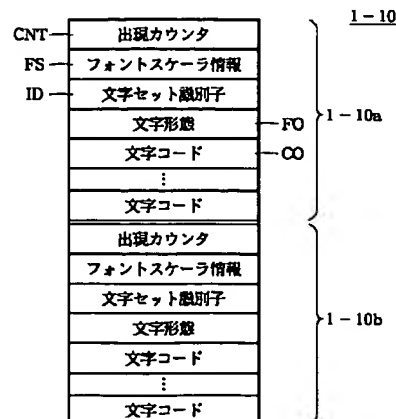 1-10
CNT 出現カウンタ
FS フォントスケーラ情報
ID 文字セット識別子
文字形態 FO
1-10a
文字コード CO
⋮
文字コード
出現カウンタ
フォントスケーラ情報
文字セット識別子
1-10b
文字形態
文字コード
⋮
文字コード